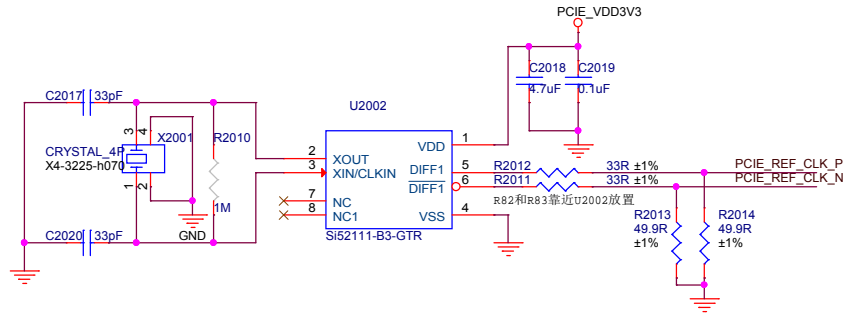 PCIE_VDD3V3
C2017
33pF
C2018
4.7uF
C2019
0.1uF
U2002
3
4
X2001
R2010
CRYSTAL_4P
X4-3225-h070
1
2
1M
2
XOUT
3
XIN/CLKIN
7
NC
8
NC1
VDD
1
DIFF1
5
DIFF1
6
VSS
4
Si52111-B3-GTR
R2012
33R ±1%
PCIE_REF_CLK_P
R2011
33R ±1%
PCIE_REF_CLK_N
R82和R83靠近U2002放置
R2013
49.9R
±1%
R2014
49.9R
±1%
C2020
33pF
GND